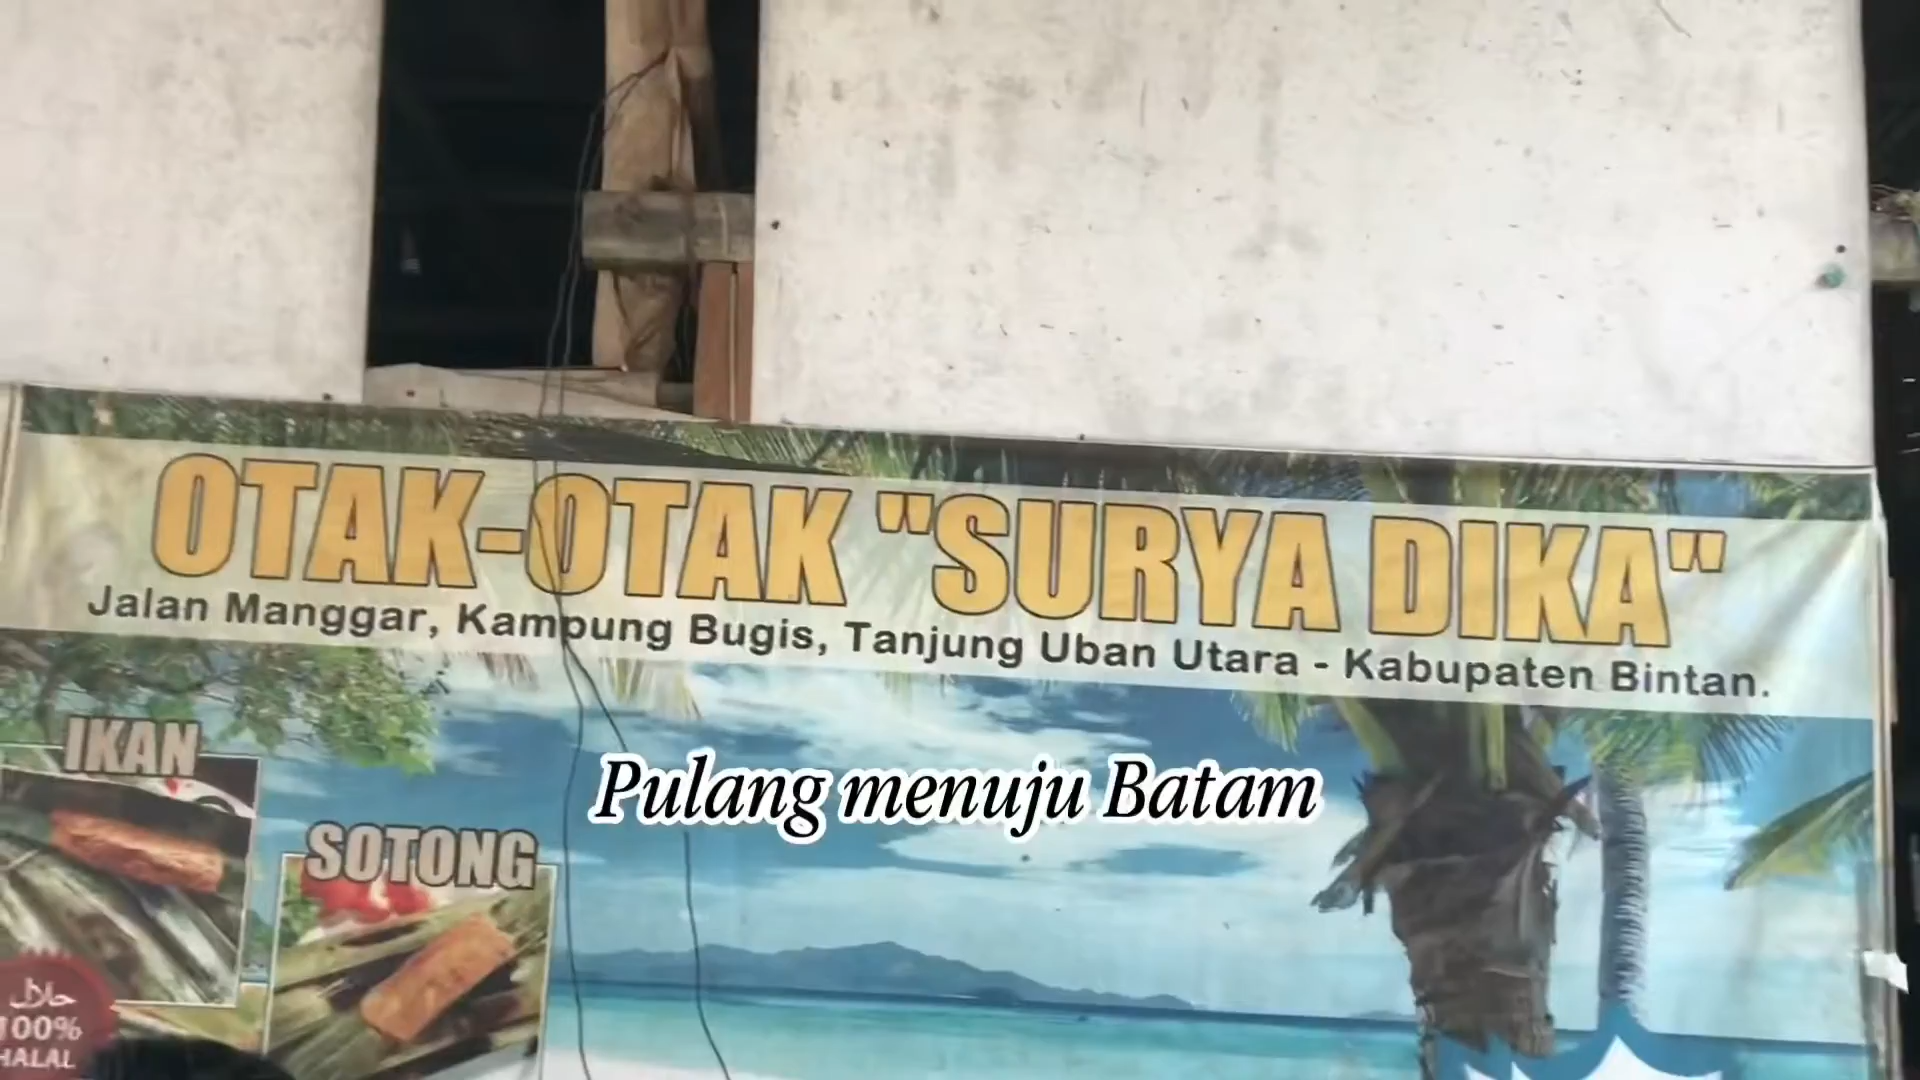 OTAK-OTAK "SURYA DIKA"
Jalan Manggar, Kampung Bugis, Tanjung Uban Utara - Kabupaten Bintan.
IKAN
Pulang menuju Batam
SOTONG
حلال
100%
HALAL